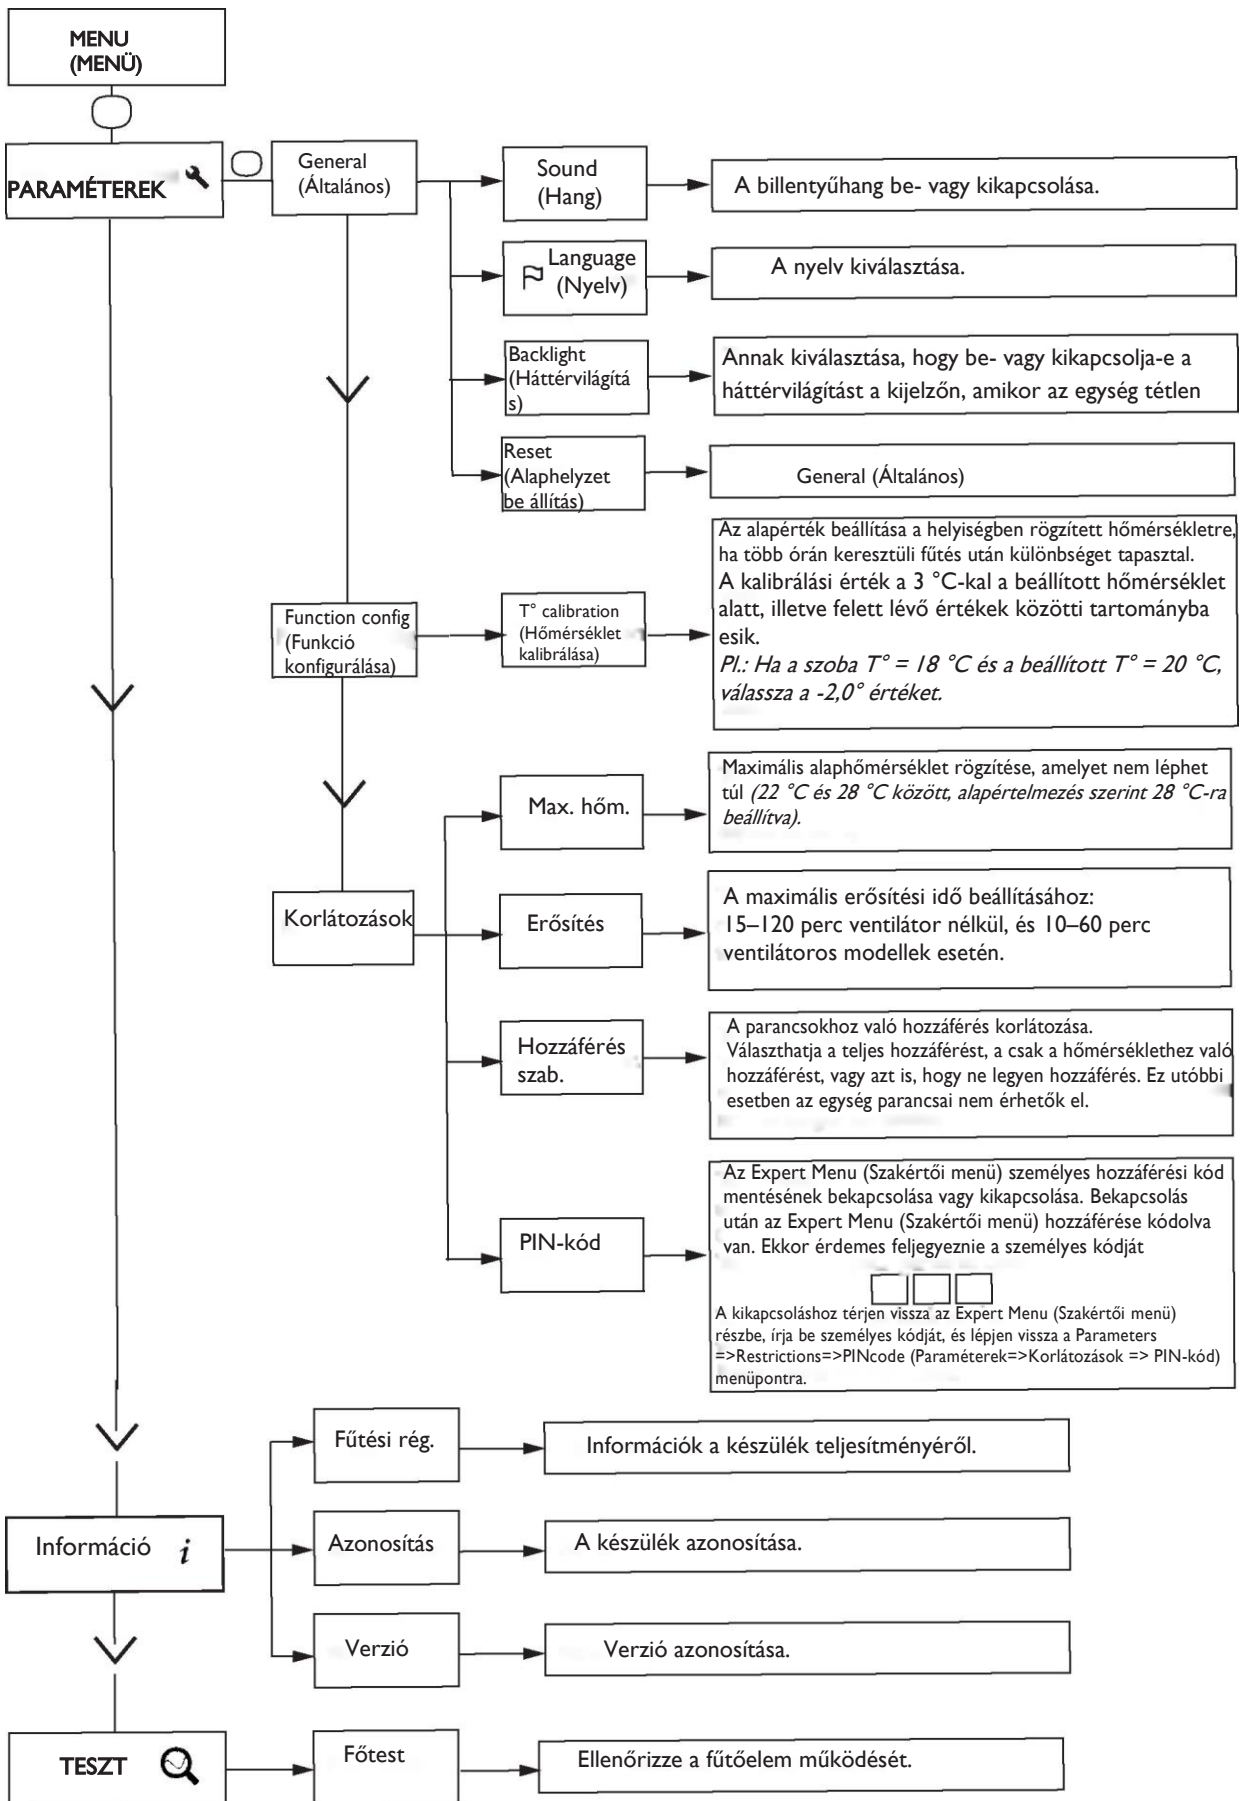 MENU
(MENÜ)
PARAMÉTEREK
General
(Általános)
Sound
(Hang)
A billentyűhang be- vagy kikapcsolása.
Language
(Nyelv)
A nyelv kiválasztása.
Backlight
(Háttérvilágítá
s)
Annak kiválasztása, hogy be- vagy kikapcsolja-e a
háttérvilágítást a kijelzőn, amikor az egység tétlen
Reset
(Alaphelyzet
be állítás)
General (Általános)
Function config
(Funkció
konfigurálása)
T° calibration
(Hőmérséklet
kalibrálása)
Az alapérték beállítása a helyiségben rögzített hőmérsékletre,
ha több órán keresztüli fűtés után különbséget tapasztal.
A kalibrálási érték a 3 °C-kal a beállított hőmérséklet
alatt, illetve felett lévő értékek közötti tartományba
esik.
Pl.: Ha a szoba T° = 18 °C és a beállított T° = 20 °C,
válassza a -2,0° értéket.
Korlátozások
Max. hőm.
Maximális alaphőmérséklet rögzítése, amelyet nem léphet
túl (22 °C és 28 °C között, alapértelmezés szerint 28 °C-ra
beállítva).
Erősítés
A maximális erősítési idő beállításához:
15–120 perc ventilátor nélkül, és 10–60 perc
ventilátoros modellek esetén.
Hozzáférés
szab.
A parancsokhoz való hozzáférés korlátozása.
Választhatja a teljes hozzáférést, a csak a hőmérséklethez való
hozzáférést, vagy azt is, hogy ne legyen hozzáférés. Ez utóbbi
esetben az egység parancsai nem érhetők el.
PIN-kód
Az Expert Menu (Szakértői menü) személyes hozzáférési kód
mentésének bekapcsolása vagy kikapcsolása. Bekapcsolás
után az Expert Menu (Szakértői menü) hozzáférése kódolva
van. Ekkor érdemes feljegyeznie a személyes kódját
A kikapcsoláshoz térjen vissza az Expert Menu (Szakértői menü)
részbe, írja be személyes kódját, és lépjen vissza a Parameters
=>Restrictions=>PINcode (Paraméterek=>Korlátozások => PIN-kód)
menüpontra.
Információ i
Fűtési rég.
Információk a készülék teljesítményéről.
Azonosítás
A készülék azonosítása.
Verzió
Verzió azonosítása.
TESZT
Főtest
Ellenőrizze a fűtőelem működését.